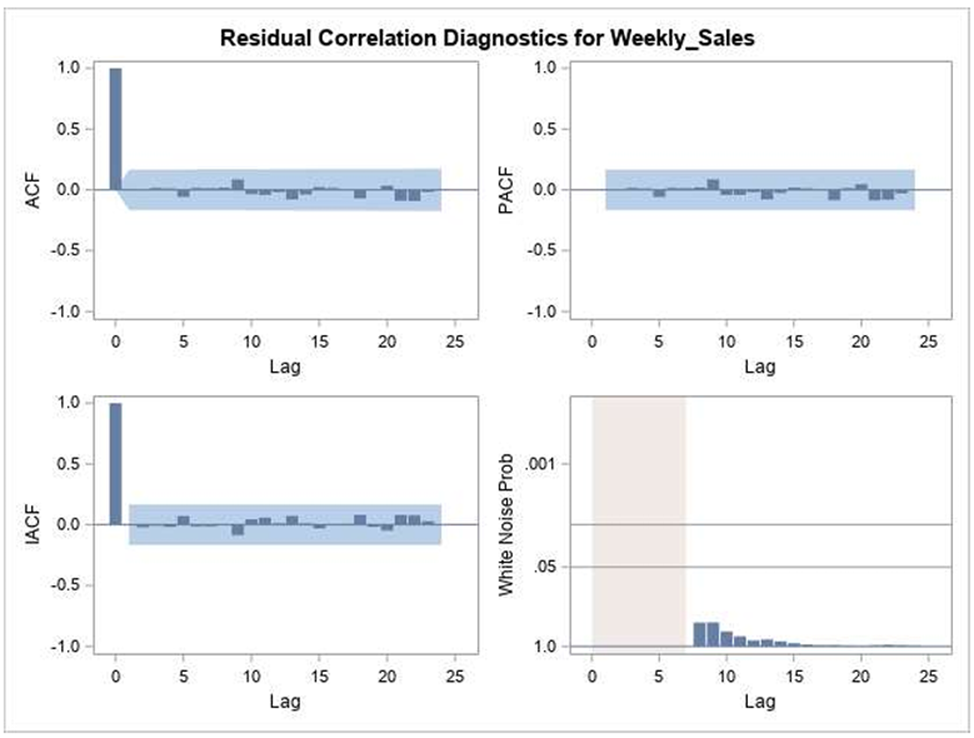 Residual Correlation Diagnostics for Weekly_Sales
1.0
0.5
0.0
-0.5
-1.0
ACF
0 5 10 15 20 25
Lag
1.0
0.5
0.0
-0.5
-1.0
PACF
0 5 10 15 20 25
Lag
1.0
0.5
0.0
-0.5
-1.0
IACF
0 5 10 15 20 25
Lag
.001
.05
1.0
White Noise Prob
0 5 10 15 20 25
Lag